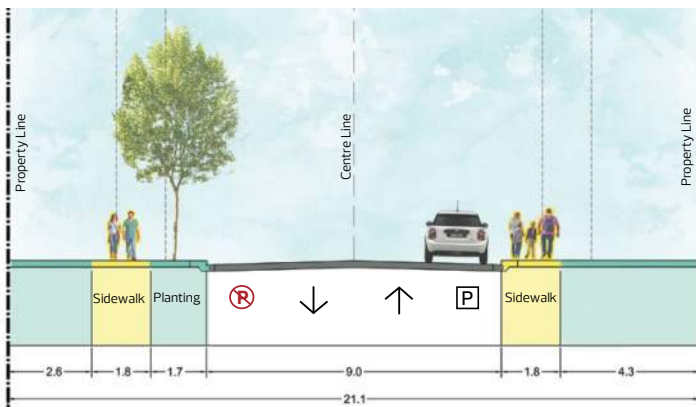 Property Line
Centre Line
Property Line
Sidewalk
Planting
P
P
Sidewalk
2.6
1.8
1.7
9.0
1.8
4.3
21.1